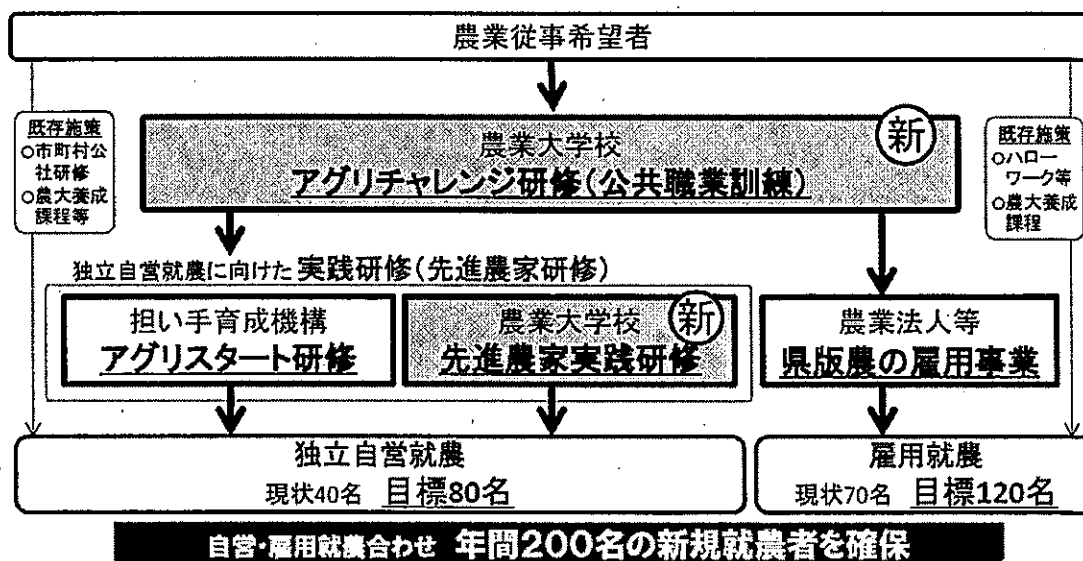 農業従事希望者
既存施策
○市町村公
社研修
○農大養成
課程等
新
農業大学校
アグリチャレンジ研修(公共職業訓練)
既存施策
○ハロー
ワーク等
○農大養成
課程
独立自営就農に向けた 実践研修(先進農家研修)
担い手育成機構
アグリスタート研修
農業大学校
新
先進農家実践研修
農業法人等
県版農の雇用事業
独立自営就農
現状40名 目標80名
雇用就農
現状70名 目標120名
自営・雇用就農合わせ 年間200名の新規就農者を確保